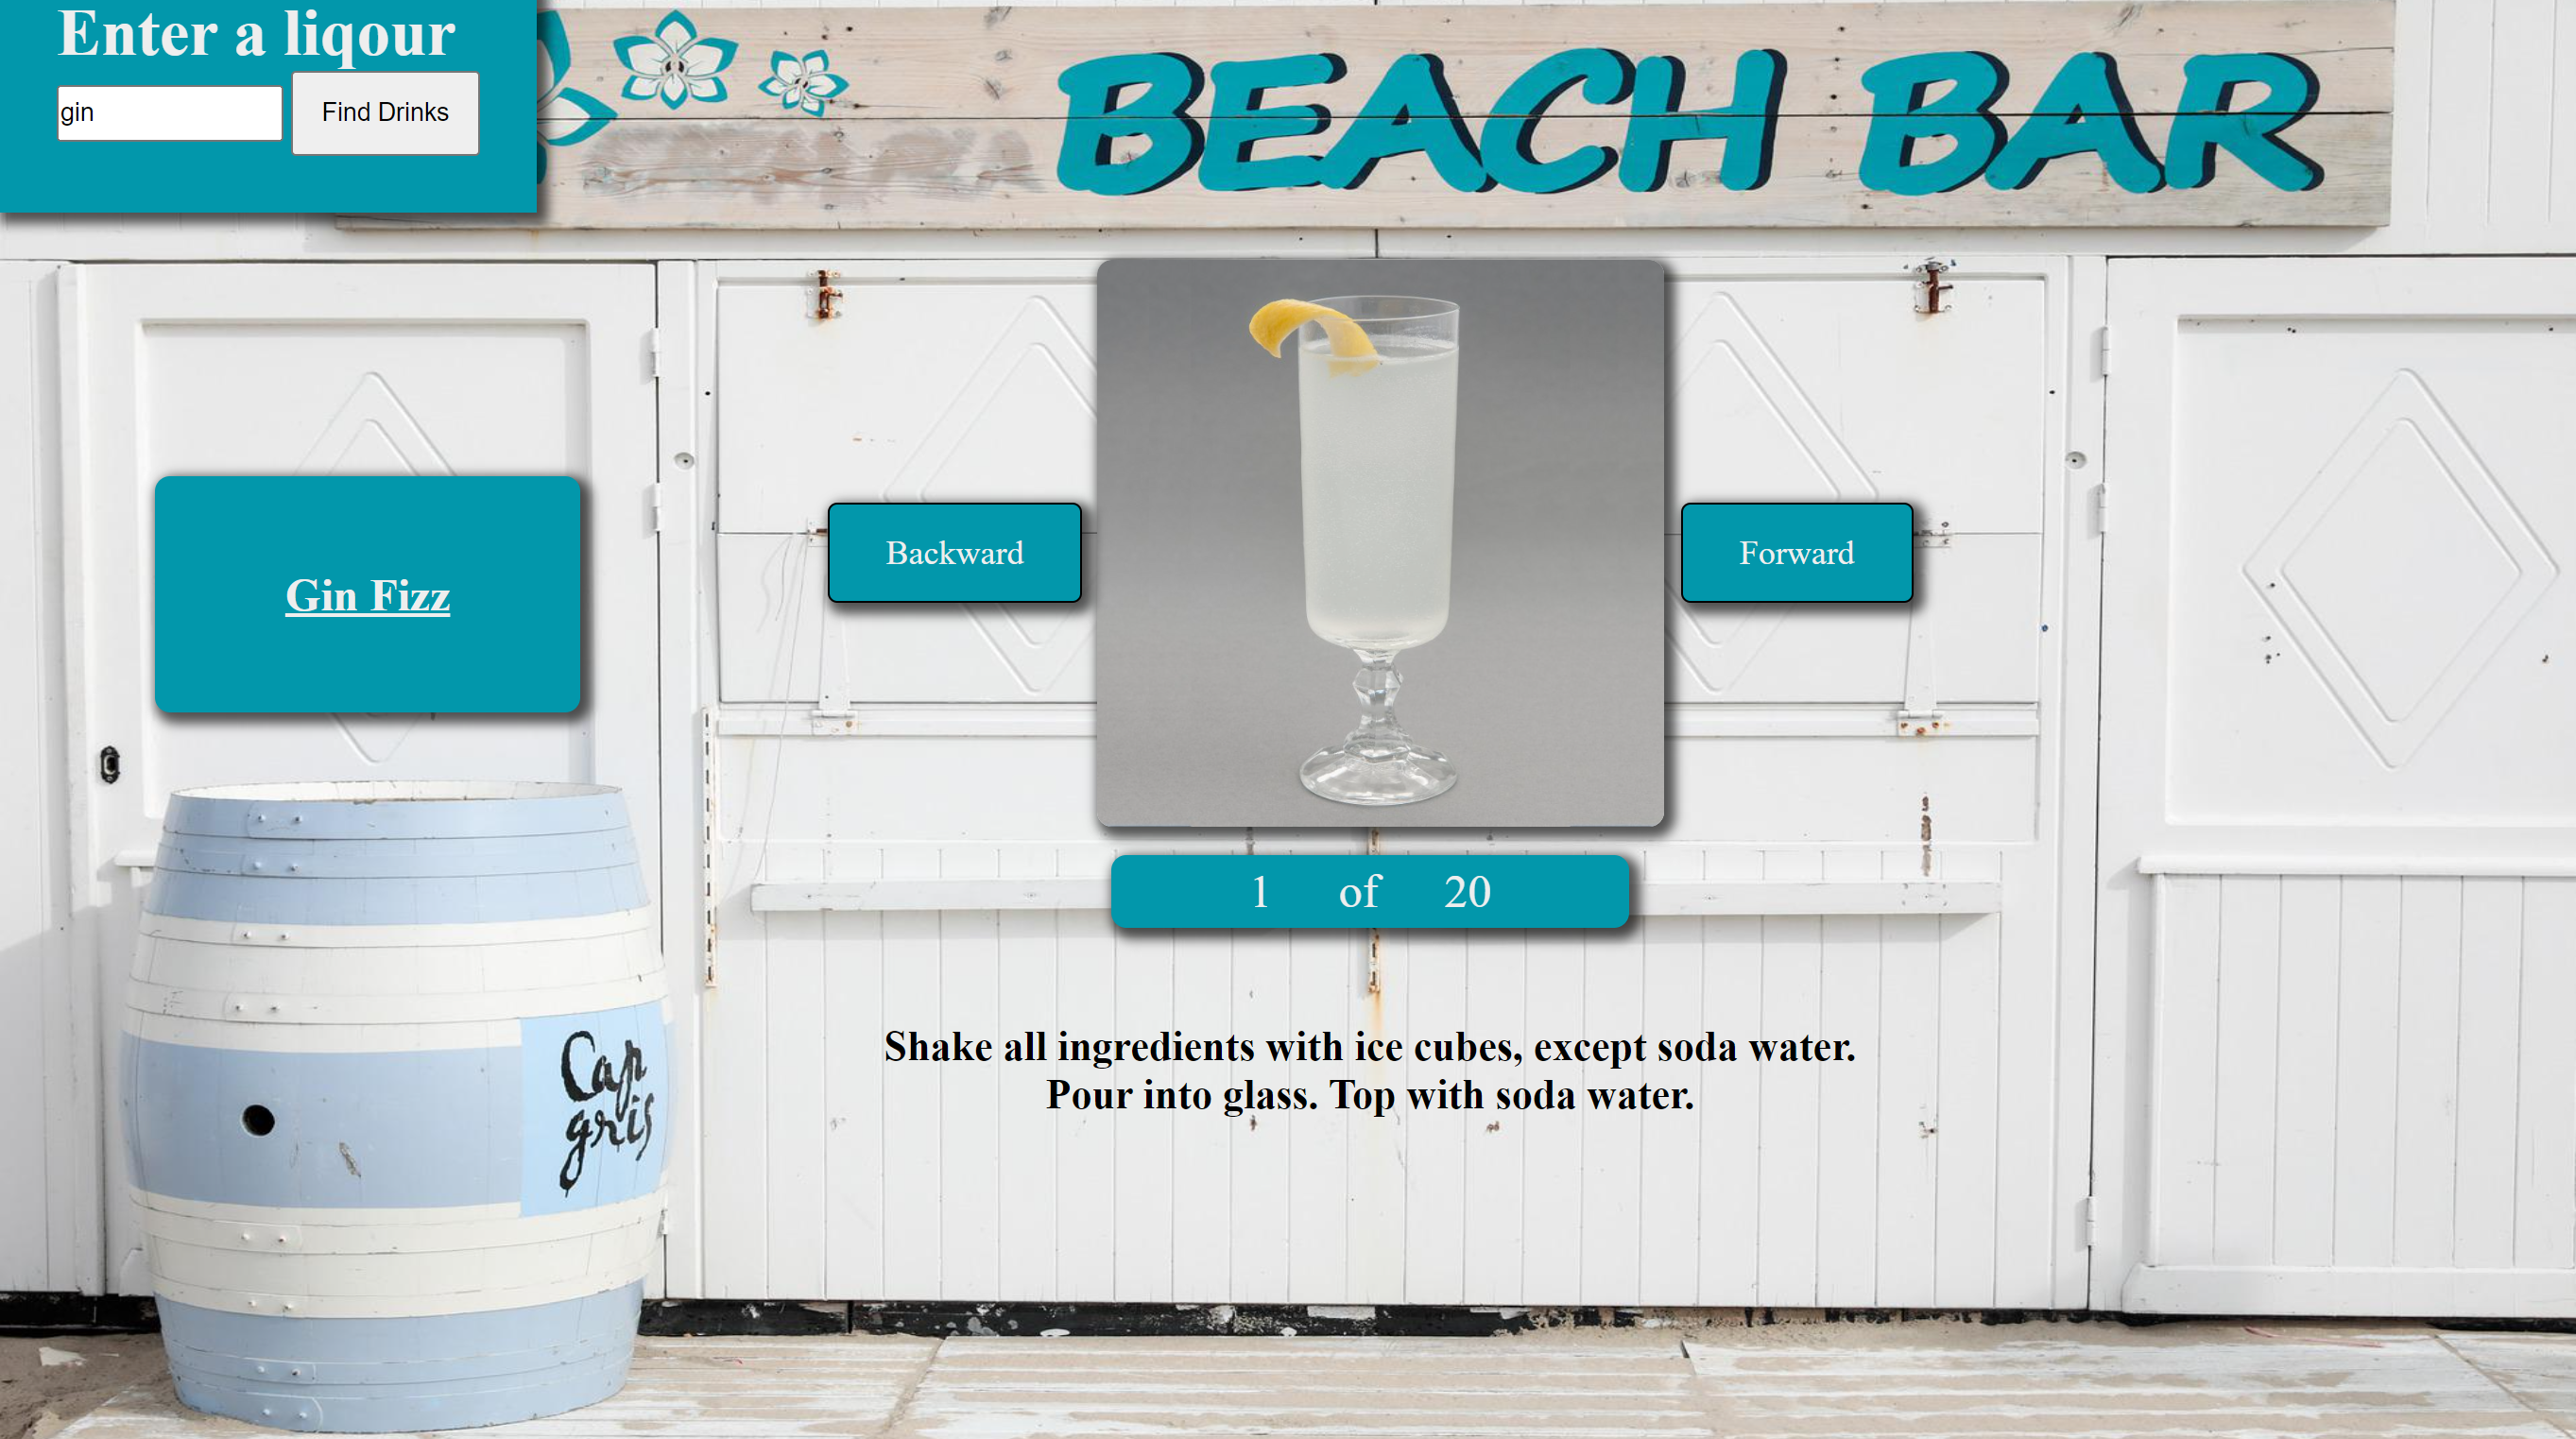 Enter a liqour
gin
Find Drinks
BEACH BAR
Gin Fizz
Backward
Forward
1 of 20
Cap
gris
Shake all ingredients with ice cubes, except soda water.
Pour into glass. Top with soda water.